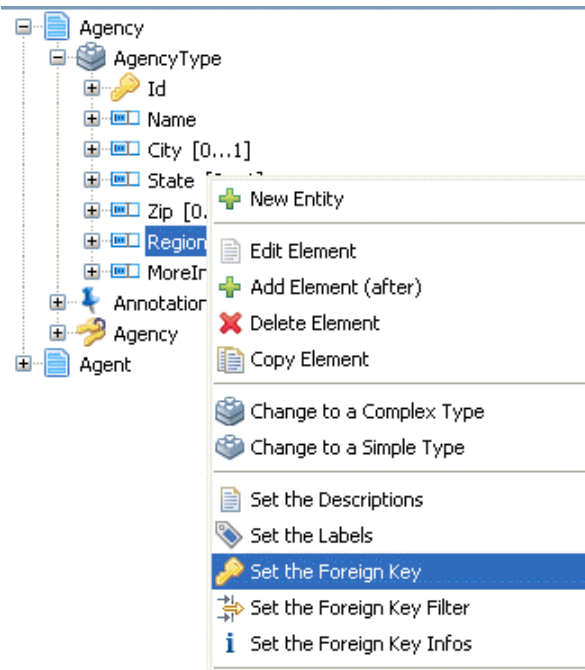 Agency
AgencyType
Id
Name
City [0...1]
State
Zip [0.
Region
MoreIn
Annotation
Agency
Agent
New Entity
Edit Element
Add Element (after)
Delete Element
Copy Element
Change to a Complex Type
Change to a Simple Type
Set the Descriptions
Set the Labels
Set the Foreign Key
Set the Foreign Key Filter
Set the Foreign Key Infos